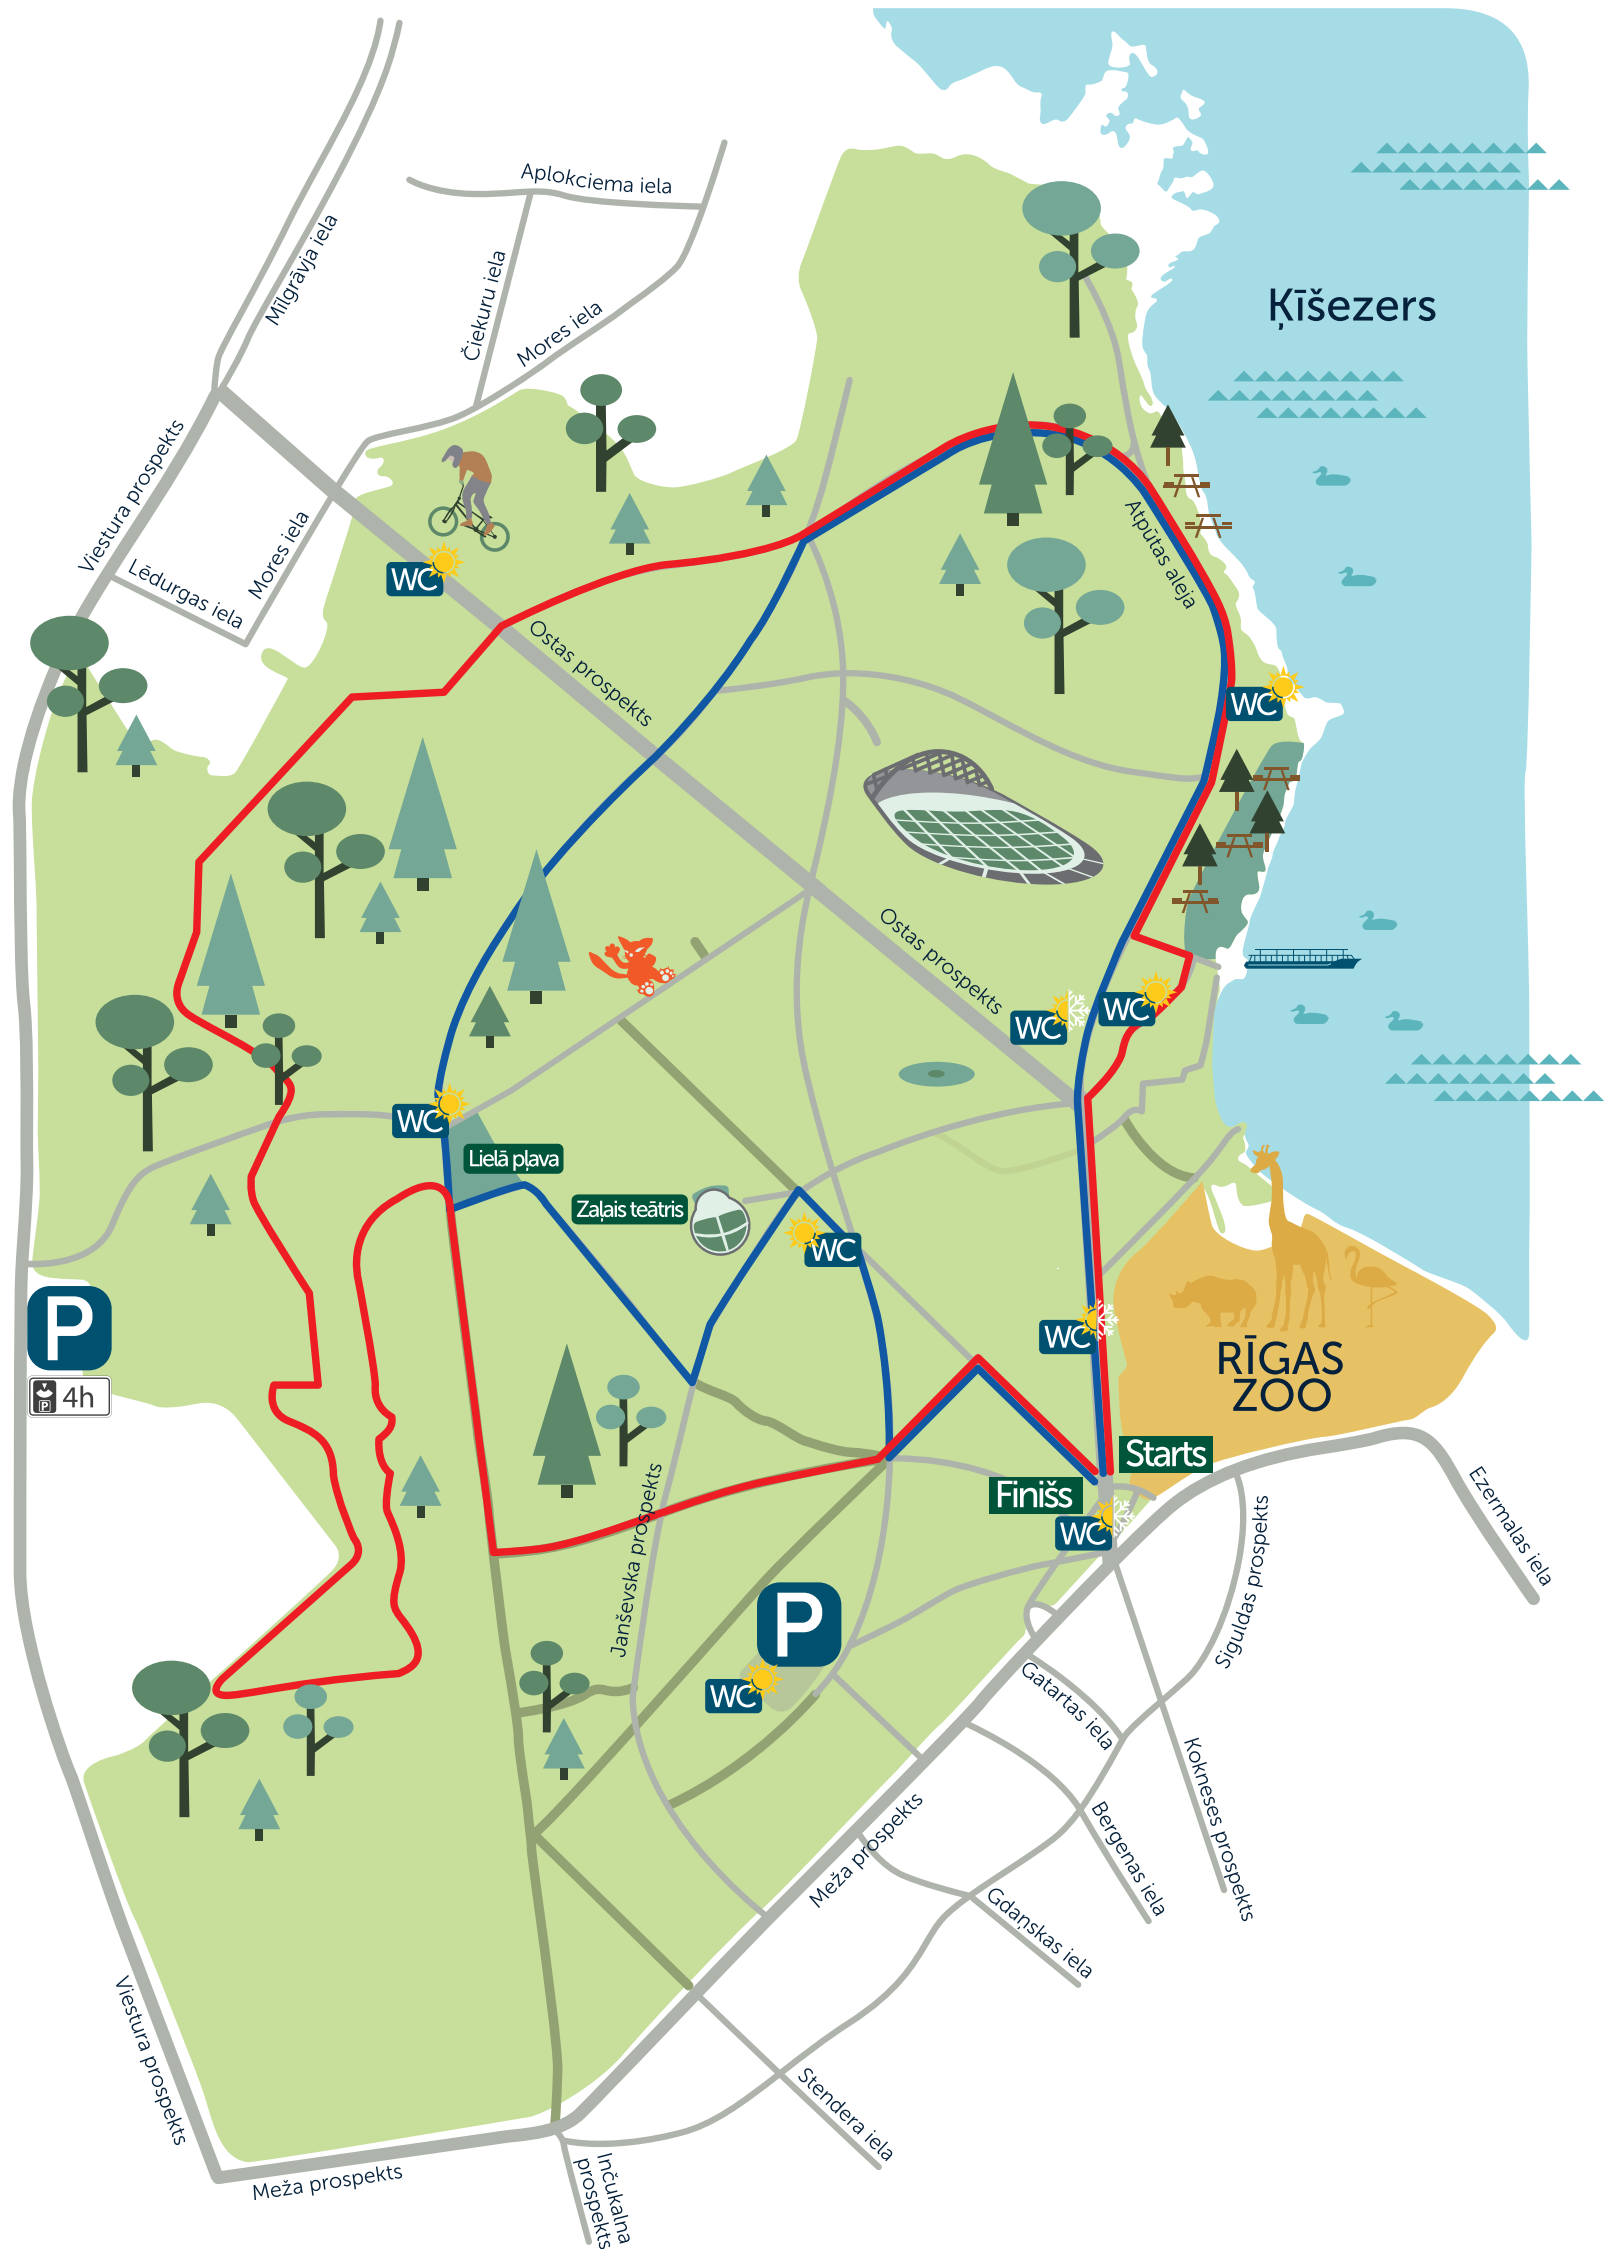 Aplokciema iela
Mīlgrāvja iela
Čiekuru iela
Mores iela
Ķīšezers
Viestura prospekts
Mores iela
Lēdurgas iela
WC
Atpūtas aleja
Ostas prospekts
WC
Ostas prospekts
WC
WC
WC
Lielā pļava
Zaļais teātris
WC
P
4h
P
WC
RĪGAS
ZOO
Starts
Finišs
WC
Ezermalas iela
Siguldas prospekts
Janševska prospekts
P
WC
Gatartas iela
Kokneses prospekts
Bergenas iela
Meža prospekts
Gdaņskas iela
Viestura prospekts
Stendera iela
Meža prospekts
Inčukalna
prospekts